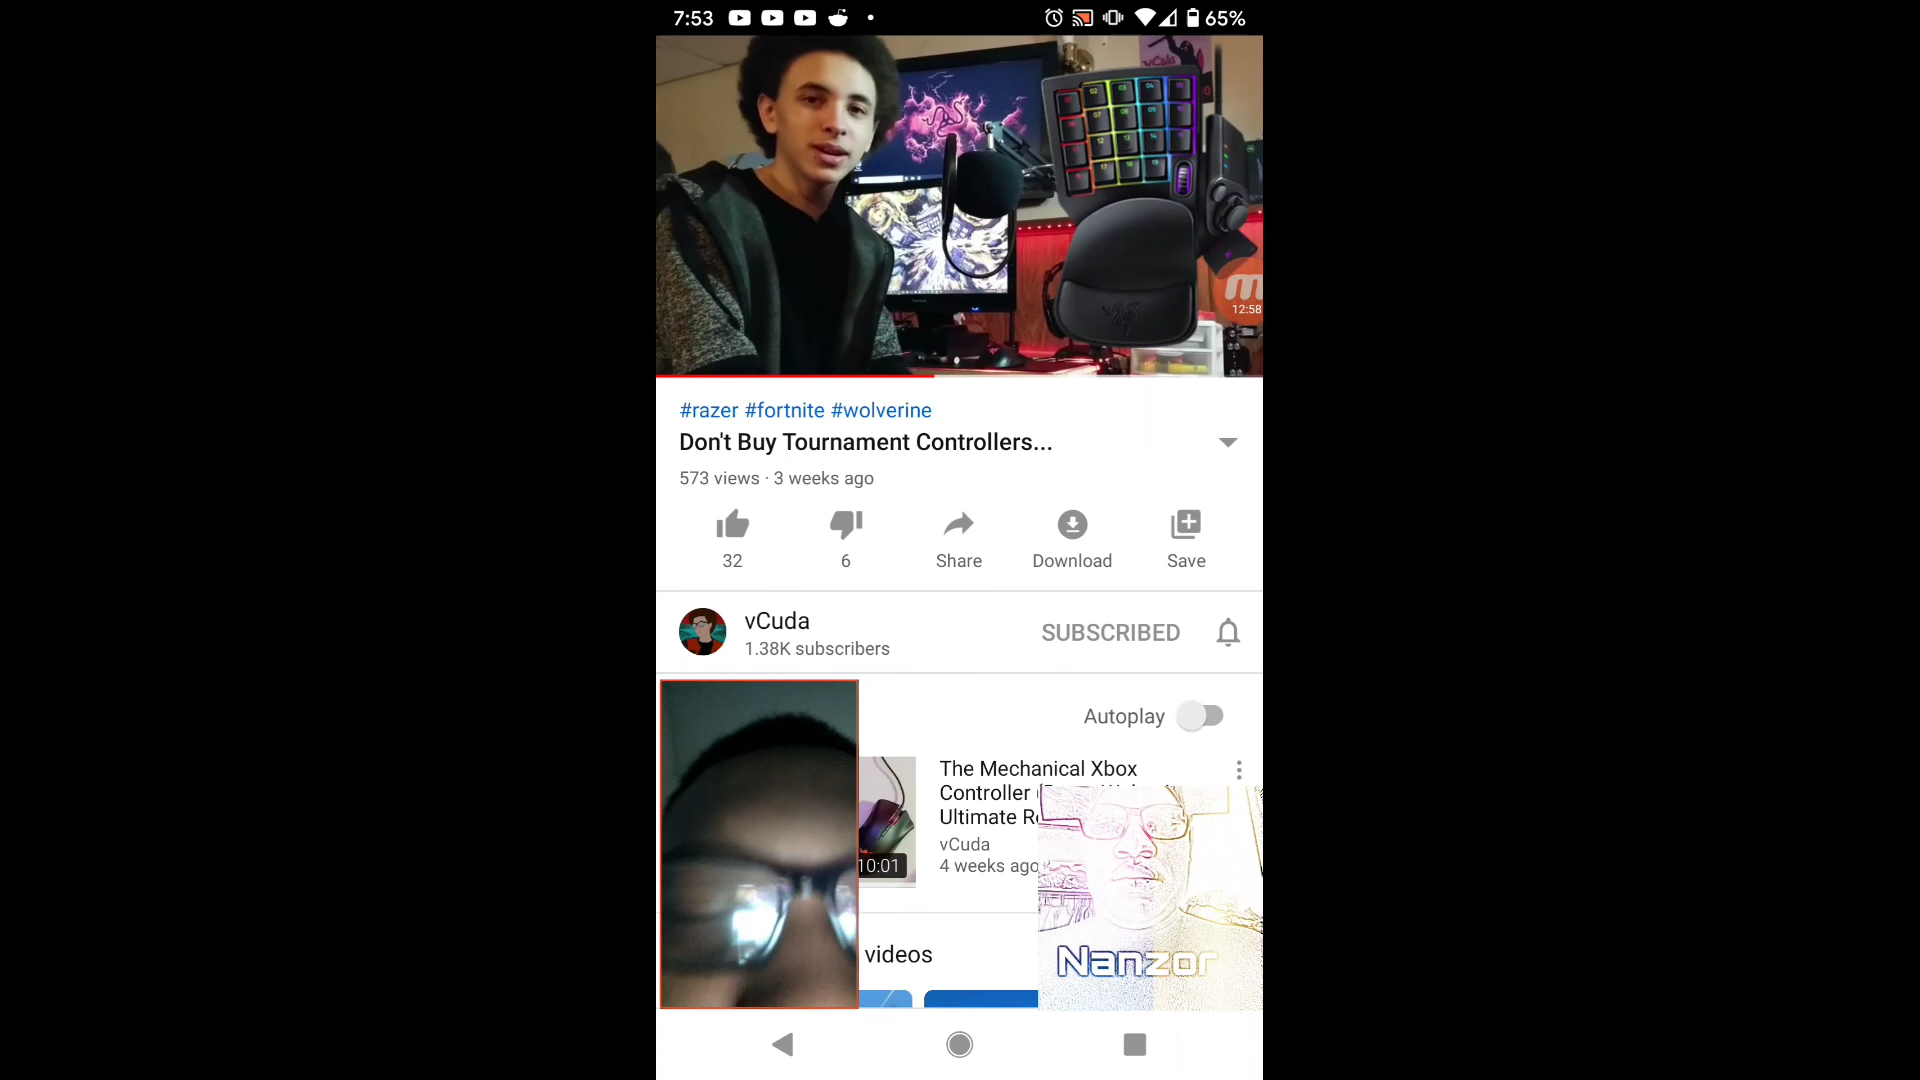 7:53
65%
vCuda
12:58
#razer #fortnite #wolverine
Don't Buy Tournament Controllers...
573 views · 3 weeks ago
32
6
Share
Download
Save
vCuda
1.38K subscribers
SUBSCRIBED
Autoplay
The Mechanical Xbox
Controller
Ultimate
vCuda
4 weeks ago
10:01
videos
Nanzor